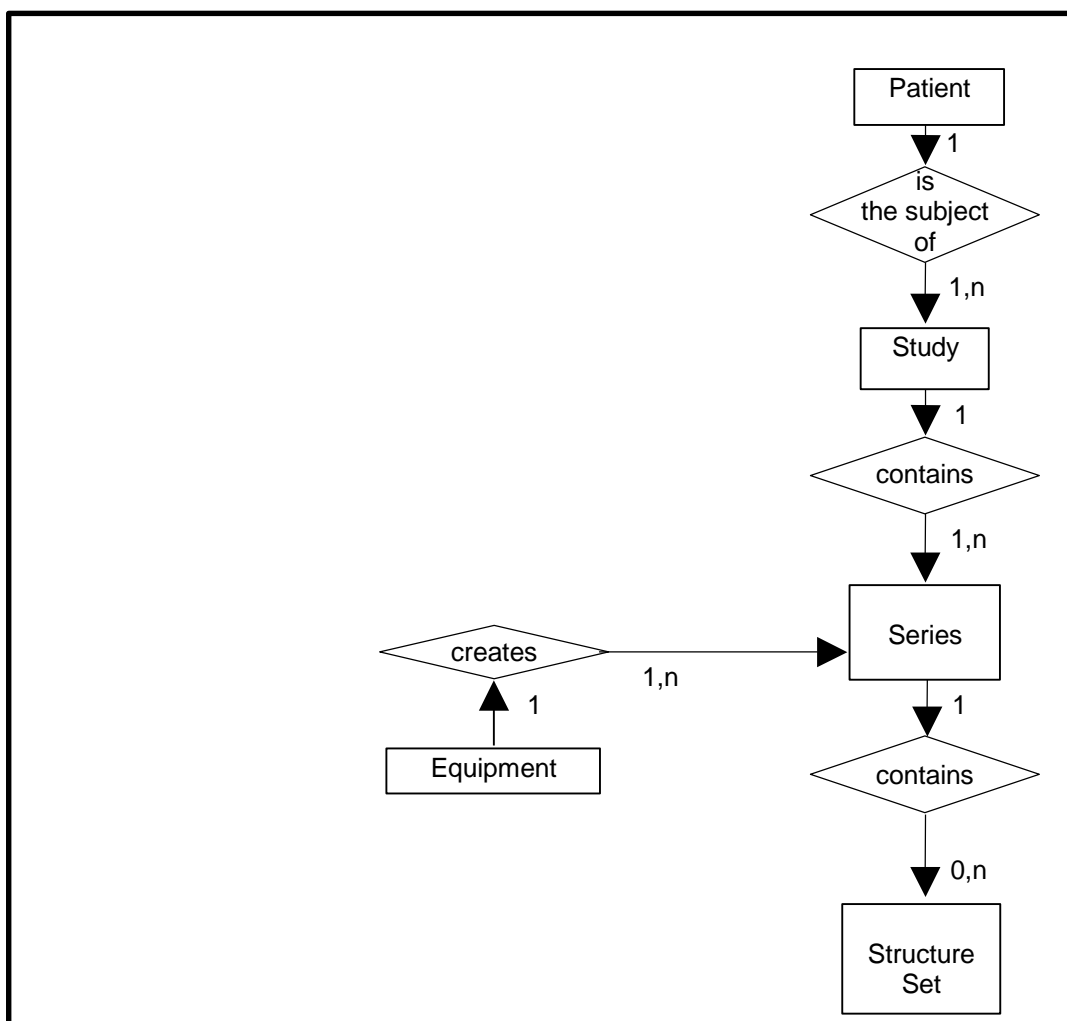 Patient
1
is
the subject
of
1,n
Study
1
contains
1,n
Series
creates
1,n
1
1
Equipment
contains
0,n
Structure
Set